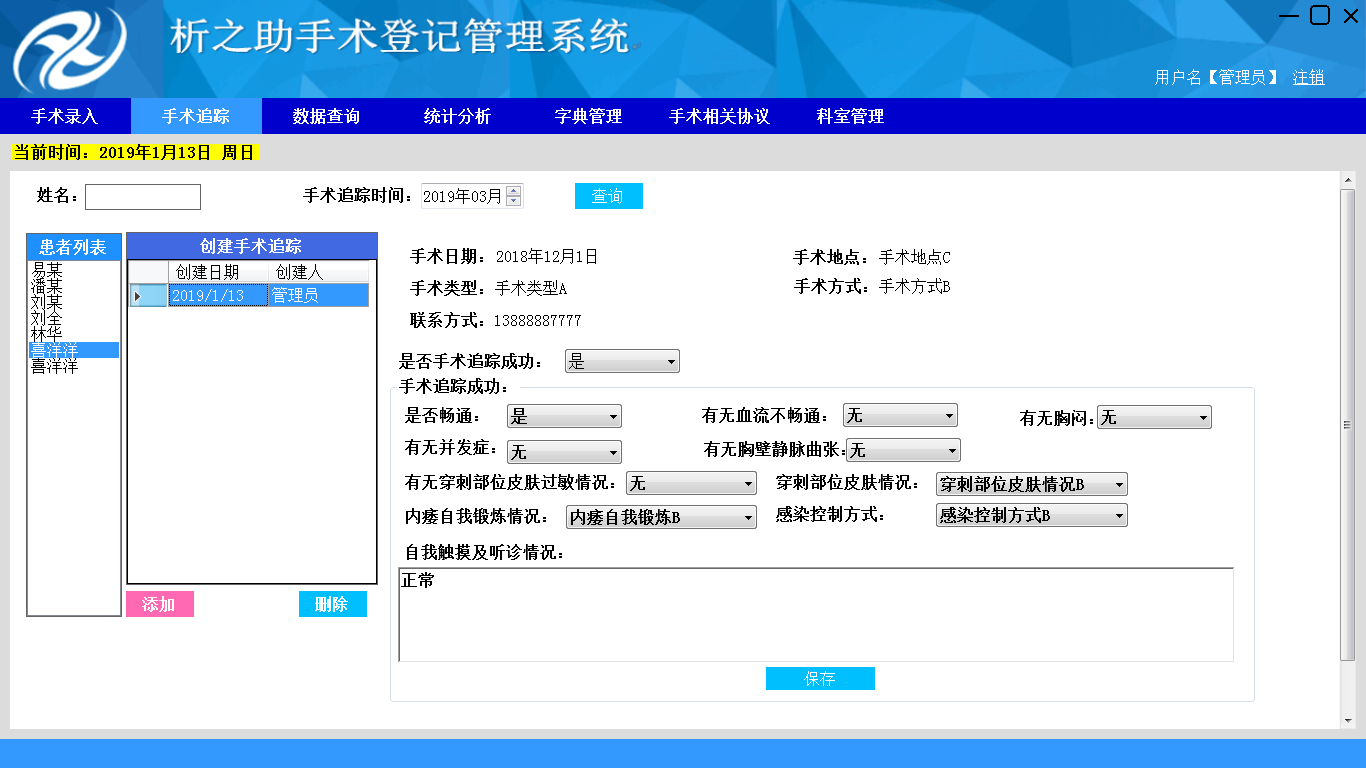 析之助手术登记管理系统
用户名【管理员】 注销
手术录入 手术追踪 数据查询 统计分析 字典管理 手术相关协议 科室管理
当前时间：2019年1月13日 周日
姓名： 手术追踪时间： 2019年03月 查询
患者列表
易某
潘某
刘某
刘全
林华
喜洋洋
喜洋洋
创建手术追踪
创建日期 创建人
2019/1/13 管理员
添加 删除
手术日期：2018年12月1日 手术地点：手术地点C
手术类型：手术类型A 手术方式：手术方式B
联系方式：13888887777
是否手术追踪成功： 是
手术追踪成功：
是否畅通： 是 有无血流不畅通： 无 有无胸闷： 无
有无并发症： 无 有无胸壁静脉曲张： 无
有无穿刺部位皮肤过敏情况： 无 穿刺部位皮肤情况： 穿刺部位皮肤情况B
内瘘自我锻炼情况： 内瘘自我锻炼B 感染控制方式： 感染控制方式B
自我触摸及听诊情况：
正常
保存